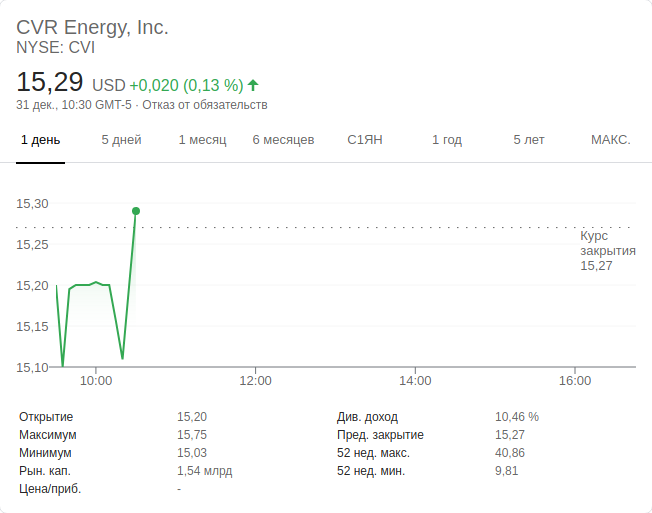 CVR Energy, Inc.
NYSE: CVI
15,29 USD +0,020 (0,13 %)
31 дек., 10:30 GMT-5 · Отказ от обязательств
1 день 5 дней 1 месяц 6 месяцев С1ЯН 1 год 5 лет МАКС.
15,30
Курс
закрытия
15,27
15,25
15,20
15,15
15,10
10:00 12:00 14:00 16:00
Открытие 15,20 Див. доход 10,46 %
Максимум 15,75 Пред. закрытие 15,27
Минимум 15,03 52 нед. макс. 40,86
Рын. кап. 1,54 млрд 52 нед. мин. 9,81
Цена/приб. -